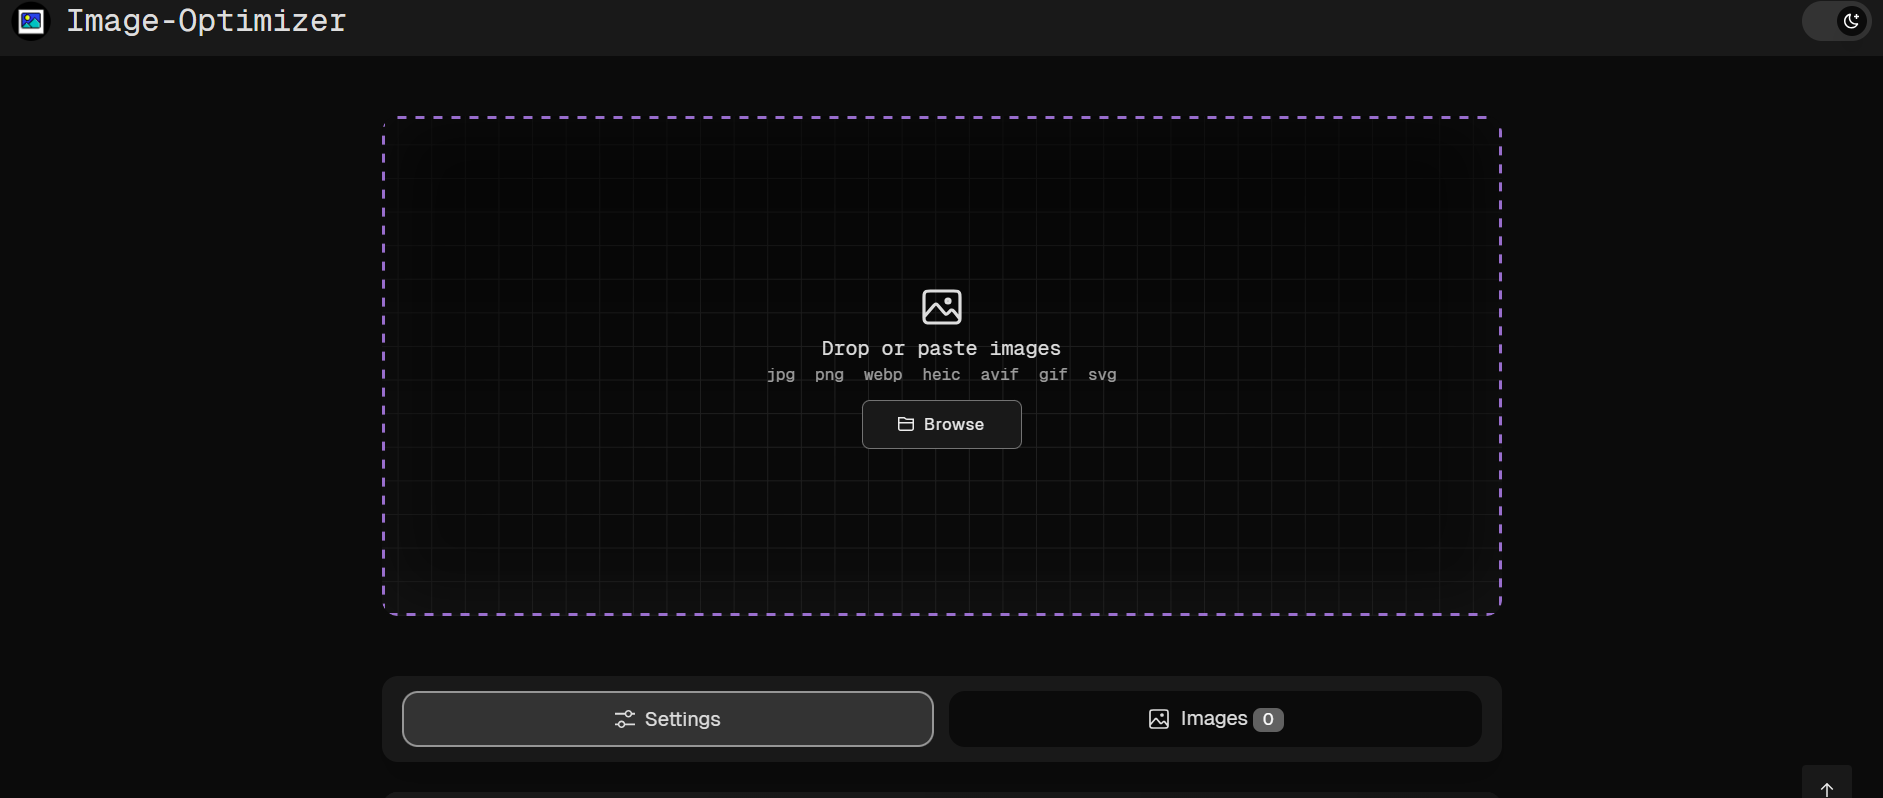 Image-Optimizer
Drop or paste images
jpg png webp heic avif gif svg
Browse
Settings
Images 0